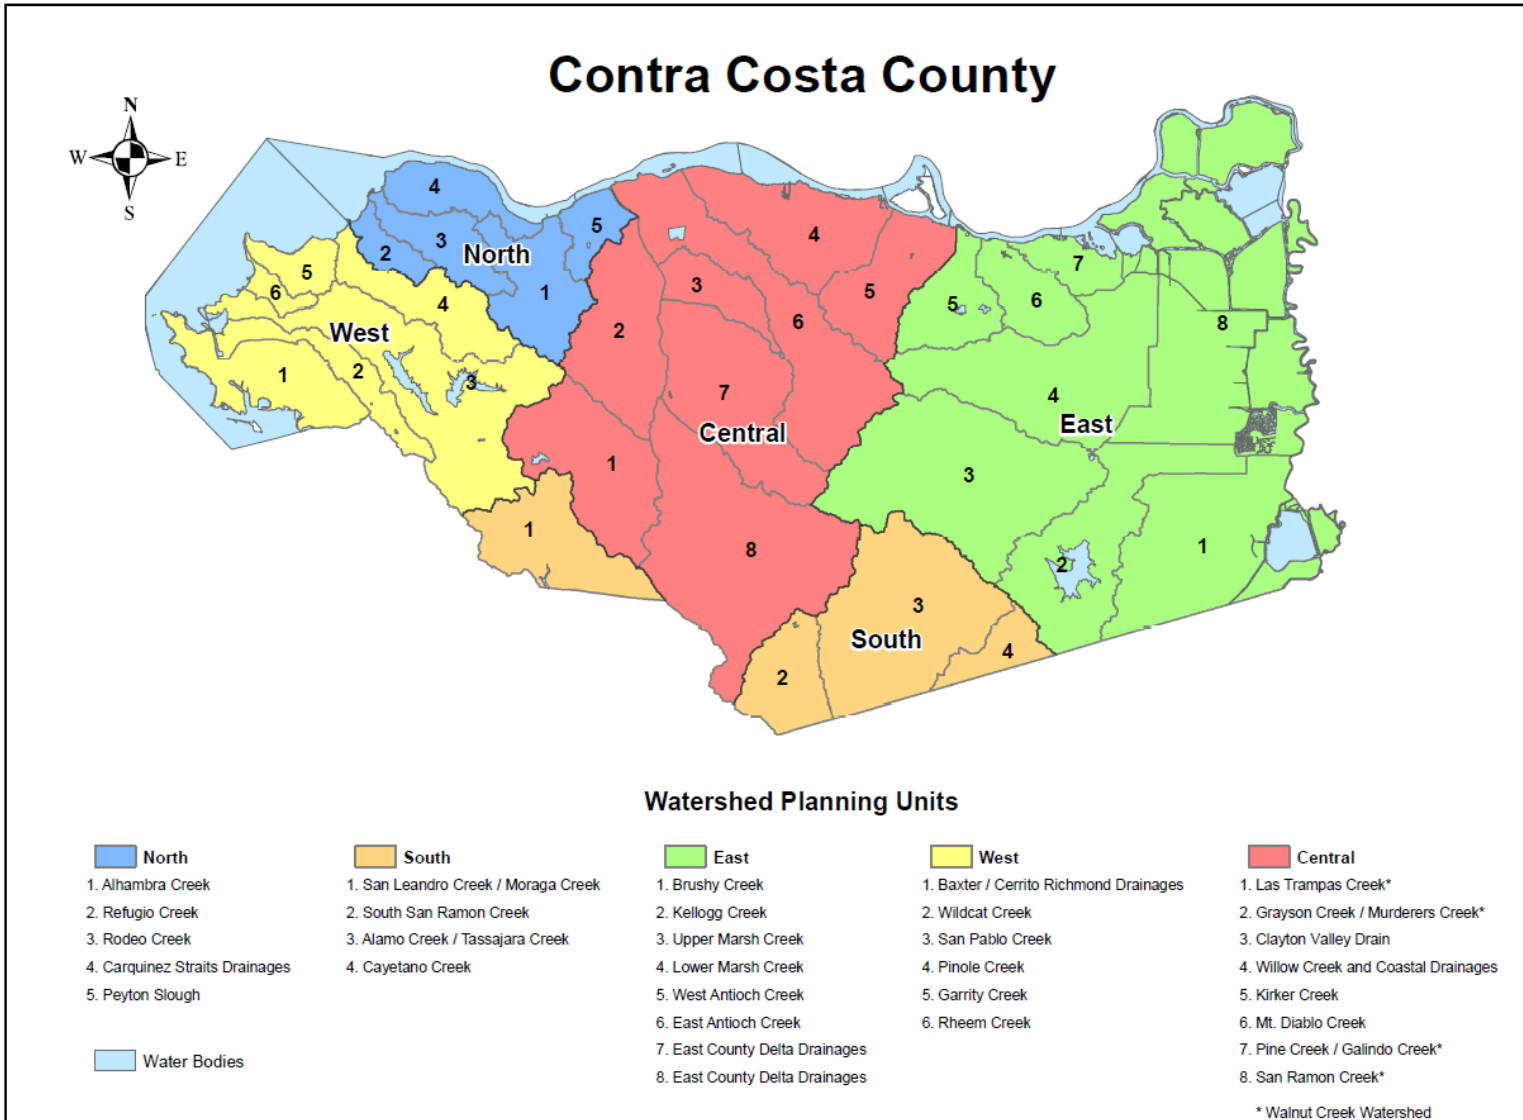 Contra Costa County
N
W E
S
4
5
3
2
North
1
5
6
4
West
1
2
3
4
3
5
2
6
7
Central
1
8
7
5
6
8
4
East
3
2
1
1
3
South
4
2
Watershed Planning Units
North
1. Alhambra Creek
2. Refugio Creek
3. Rodeo Creek
4. Carquinez Straits Drainages
5. Peyton Slough
Water Bodies
South
1. San Leandro Creek / Moraga Creek
2. South San Ramon Creek
3. Alamo Creek / Tassajara Creek
4. Cayetano Creek
East
1. Brushy Creek
2. Kellogg Creek
3. Upper Marsh Creek
4. Lower Marsh Creek
5. West Antioch Creek
6. East Antioch Creek
7. East County Delta Drainages
8. East County Delta Drainages
West
1. Baxter / Cerrito Richmond Drainages
2. Wildcat Creek
3. San Pablo Creek
4. Pinole Creek
5. Garrity Creek
6. Rheem Creek
Central
1. Las Trampas Creek*
2. Grayson Creek / Murderers Creek*
3. Clayton Valley Drain
4. Willow Creek and Coastal Drainages
5. Kirker Creek
6. Mt. Diablo Creek
7. Pine Creek / Galindo Creek*
8. San Ramon Creek*
* Walnut Creek Watershed